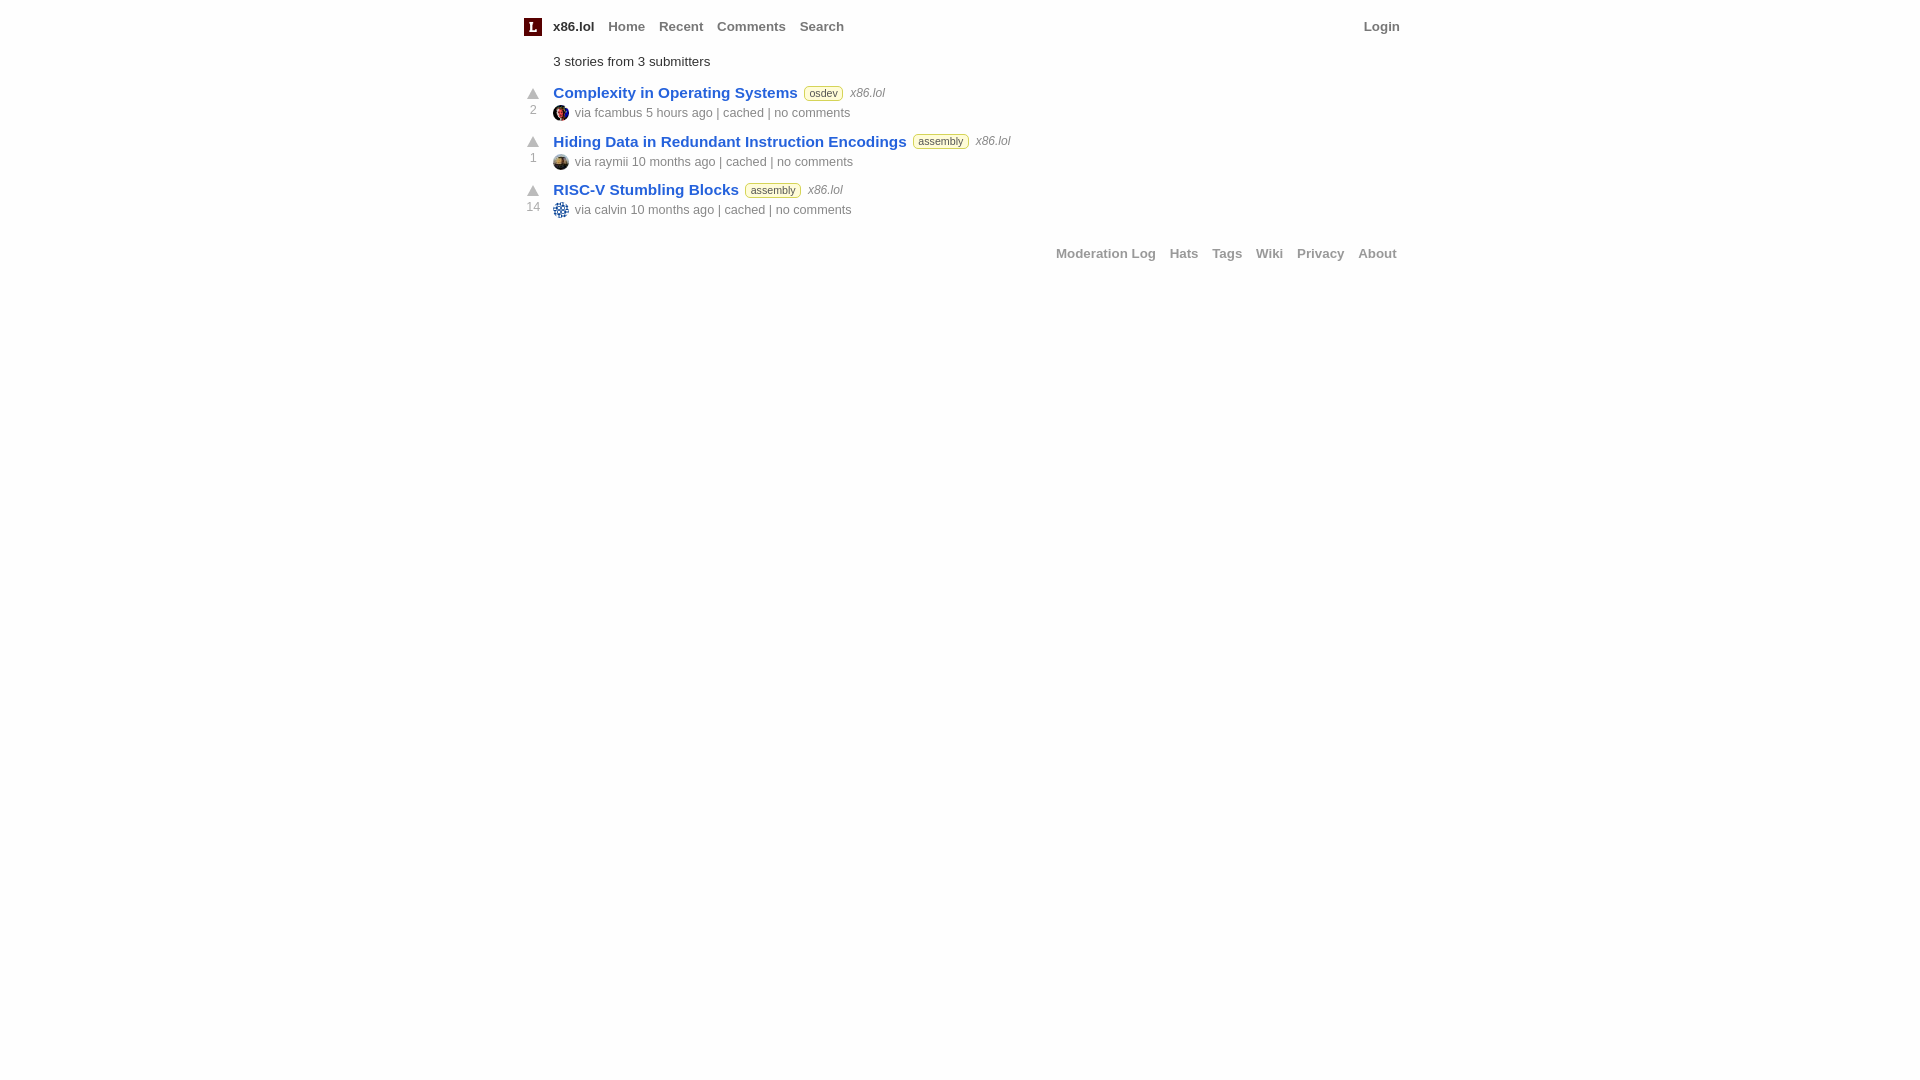 L x86.lol Home Recent Comments Search Login
3 stories from 3 submitters
Complexity in Operating Systems osdev x86.lol
2 via fcambus 5 hours ago | cached | no comments
Hiding Data in Redundant Instruction Encodings assembly x86.lol
1 via raymii 10 months ago | cached | no comments
RISC-V Stumbling Blocks assembly x86.lol
14 via calvin 10 months ago | cached | no comments
Moderation Log Hats Tags Wiki Privacy About